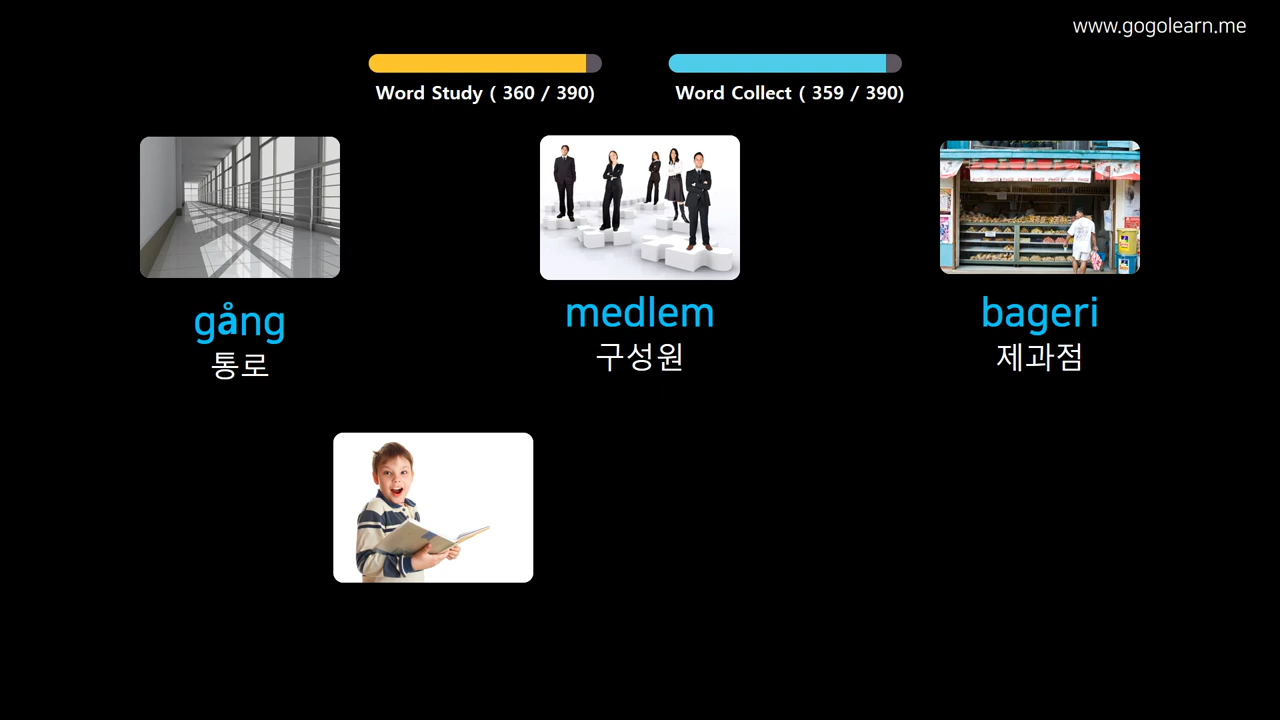 www.gogolearn.me
Word Study ( 360 / 390)
Word Collect ( 359 / 390)
gång
통로
medlem
구성원
bageri
제과점